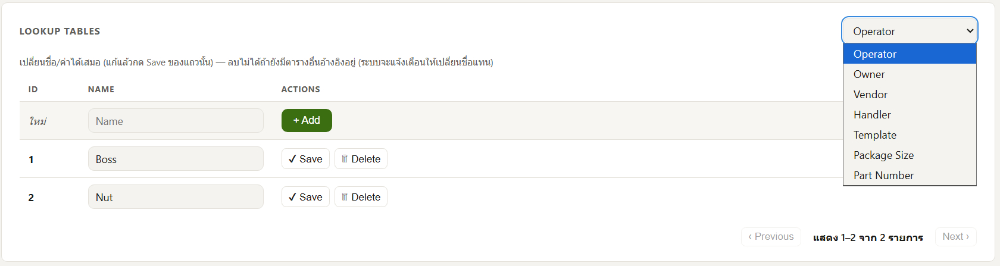 LOOKUP TABLES
Operator
เปลี่ยนชื่อ/ค่าได้เสมอ (แก้แล้วกด Save ของแถวนั้น) — ลบไม่ได้ถ้ายังมีตารางอื่นอ้างอิงอยู่ (ระบบจะแจ้งเตือนให้เปลี่ยนชื่อแทน)
Operator
Owner
Vendor
Handler
Template
Package Size
Part Number
ID NAME ACTIONS
ใหม่ Name + Add
1 Boss ✓ Save Delete
2 Nut ✓ Save Delete
‹ Previous แสดง 1–2 จาก 2 รายการ Next ›